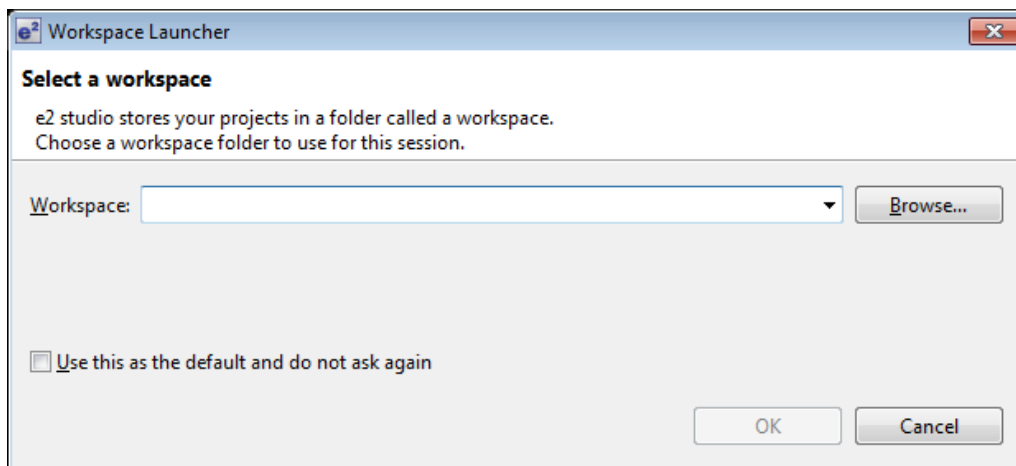 e² Workspace Launcher
Select a workspace
e2 studio stores your projects in a folder called a workspace.
Choose a workspace folder to use for this session.
Workspace: Browse...
Use this as the default and do not ask again
OK Cancel